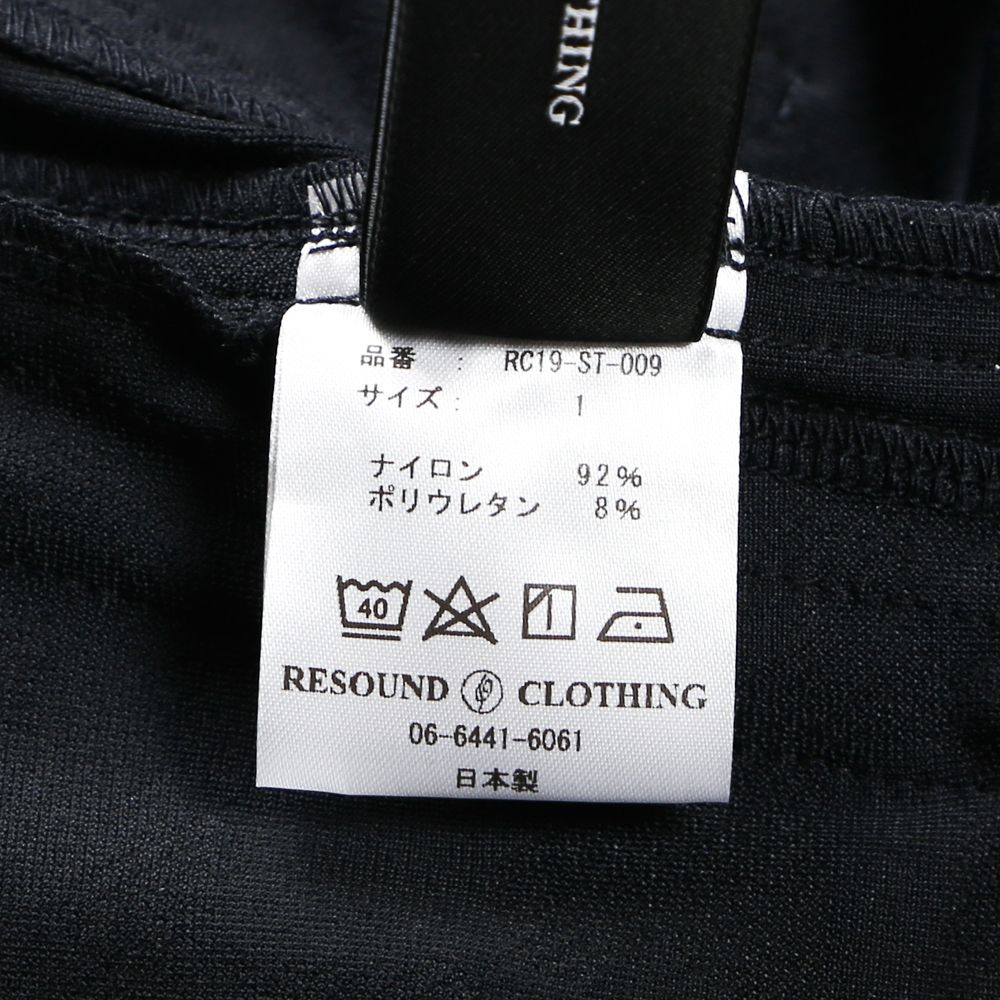 THING
品番 : RC19-ST-009
サイズ : 1
ナイロン 92%
ポリウレタン 8%
40
RESOUND CLOTHING
06-6441-6061
日本製